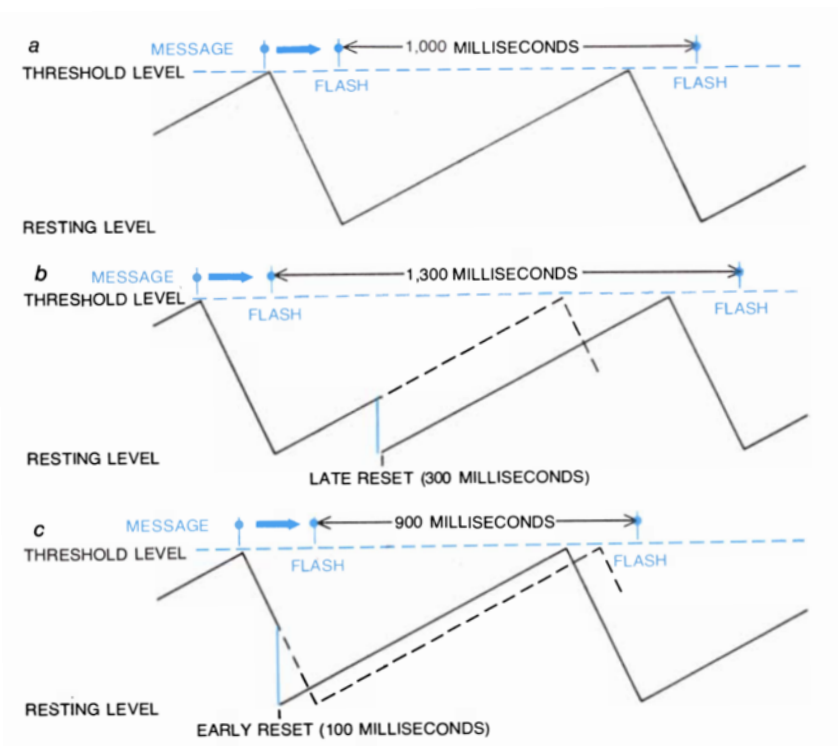 a
MESSAGE 1,000 MILLISECONDS
THRESHOLD LEVEL
FLASH FLASH
RESTING LEVEL
b
MESSAGE 1,300 MILLISECONDS
THRESHOLD LEVEL
FLASH FLASH
RESTING LEVEL
LATE RESET (300 MILLISECONDS)
c
MESSAGE 900 MILLISECONDS
THRESHOLD LEVEL
FLASH FLASH
RESTING LEVEL
EARLY RESET (100 MILLISECONDS)